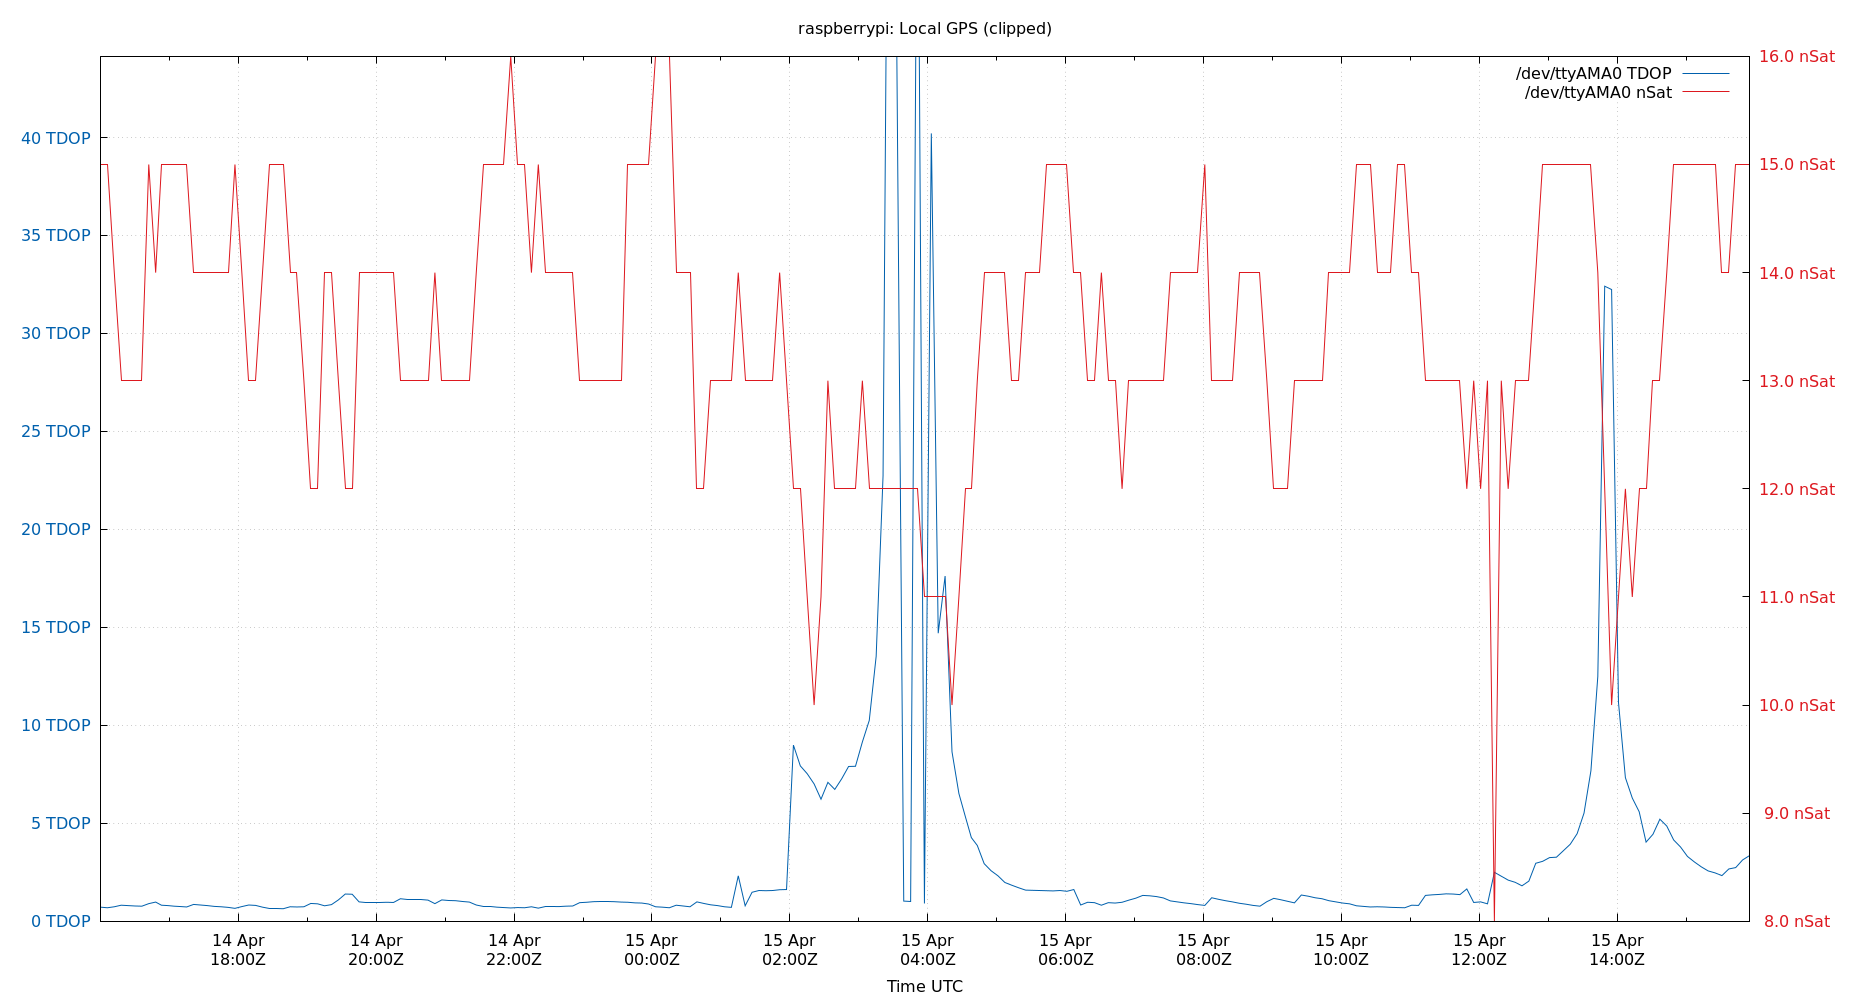 raspberrypi: Local GPS (clipped)
/dev/ttyAMA0 TDOP
/dev/ttyAMA0 nSat
40 TDOP
35 TDOP
30 TDOP
25 TDOP
20 TDOP
15 TDOP
10 TDOP
5 TDOP
0 TDOP
16.0 nSat
15.0 nSat
14.0 nSat
13.0 nSat
12.0 nSat
11.0 nSat
10.0 nSat
9.0 nSat
8.0 nSat
14 Apr
18:00Z
14 Apr
20:00Z
14 Apr
22:00Z
15 Apr
00:00Z
15 Apr
02:00Z
15 Apr
04:00Z
15 Apr
06:00Z
15 Apr
08:00Z
15 Apr
10:00Z
15 Apr
12:00Z
15 Apr
14:00Z
Time UTC